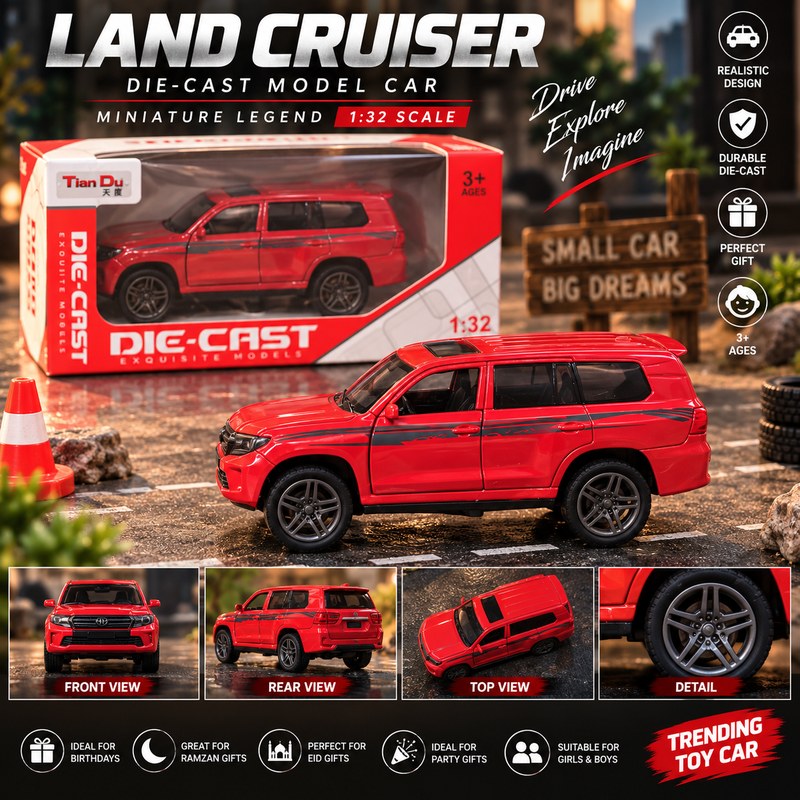 LAND CRUISER
DIE-CAST MODEL CAR
MINIATURE LEGEND 1:32 SCALE
Drive
Explore
Imagine
REALISTIC
DESIGN
DURABLE
DIE-CAST
PERFECT
GIFT
3+
AGES
Tian Du
天度
3+
AGES
DIE-CAST
EXQUISITE MODELS
DIE-CAST
EXQUISITE MODELS
1:32
SMALL CAR
BIG DREAMS
FRONT VIEW
REAR VIEW
TOP VIEW
DETAIL
IDEAL FOR
BIRTHDAYS
GREAT FOR
RAMZAN GIFTS
PERFECT FOR
EID GIFTS
IDEAL FOR
PARTY GIFTS
SUITABLE FOR
GIRLS & BOYS
TRENDING
TOY CAR